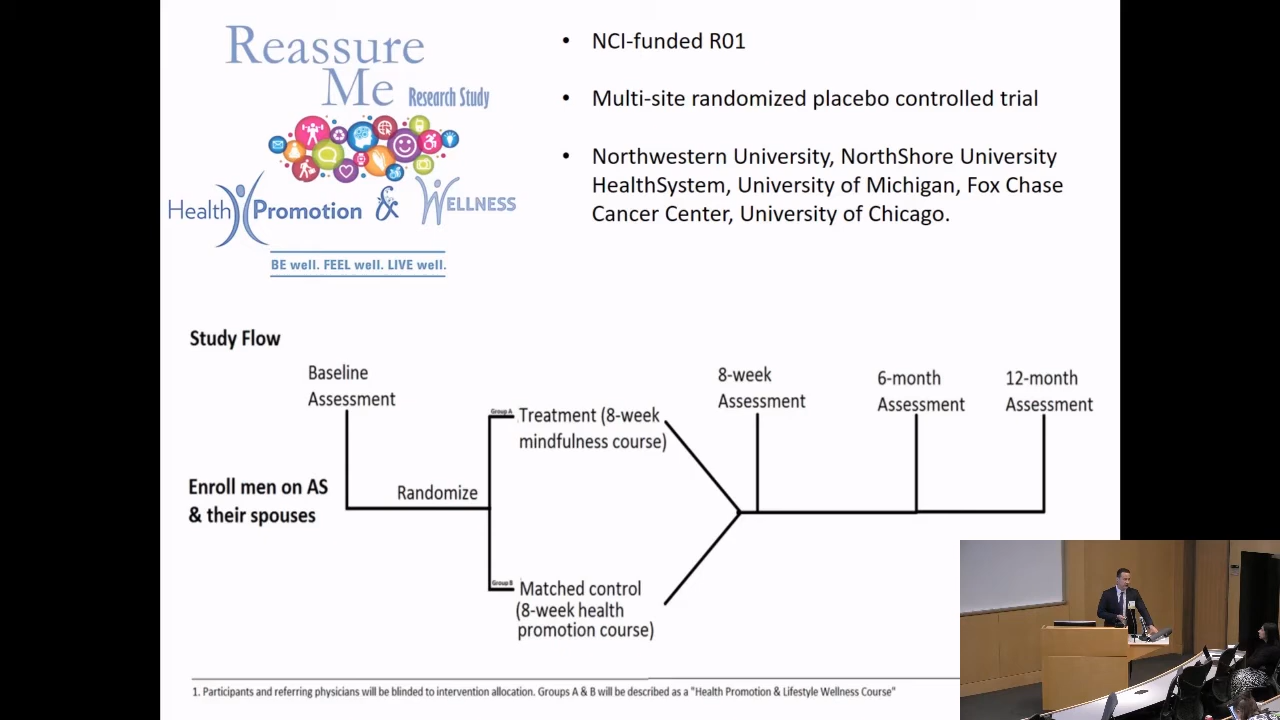 Reassure
Me Research Study
Health Promotion & WELLNESS
BE well. FEEL well. LIVE well.
• NCI-funded R01
• Multi-site randomized placebo controlled trial
• Northwestern University, NorthShore University
HealthSystem, University of Michigan, Fox Chase
Cancer Center, University of Chicago.
Study Flow
Baseline
Assessment
Enroll men on AS
& their spouses
Randomize
Group A
Treatment (8-week
mindfulness course)
Group B
Matched control
(8-week health
promotion course)
8-week
Assessment
6-month
Assessment
12-month
Assessment
1. Participants and referring physicians will be blinded to intervention allocation. Groups A & B will be described as a "Health Promotion & Lifestyle Wellness Course"